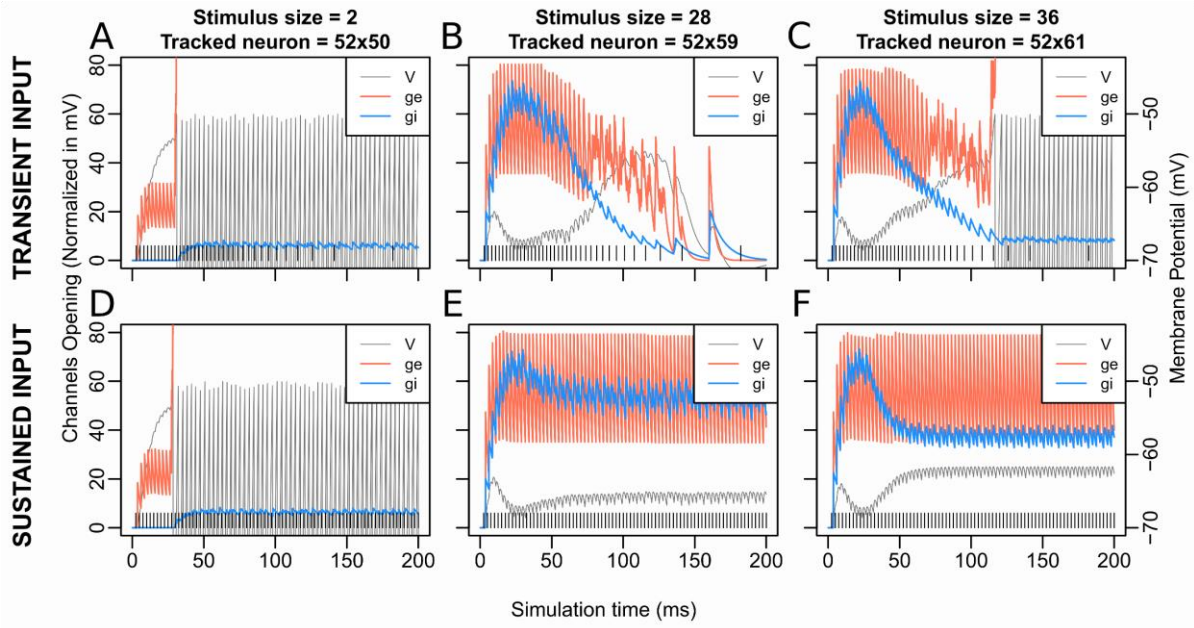 Stimulus size = 2
Tracked neuron = 52x50
Stimulus size = 28
Tracked neuron = 52x59
Stimulus size = 36
Tracked neuron = 52x61
TRANSIENT INPUT
SUSTAINED INPUT
Channels Opening (Normalized in mV)
A
80
60
40
20
0
V
ge
gi
B
V
ge
gi
C
V
ge
gi
-50
-60
-70
Membrane Potential (mV)
D
80
60
40
20
0
V
ge
gi
0 50 100 150 200
E
V
ge
gi
0 50 100 150 200
F
V
ge
gi
-50
-60
-70
0 50 100 150 200
Simulation time (ms)